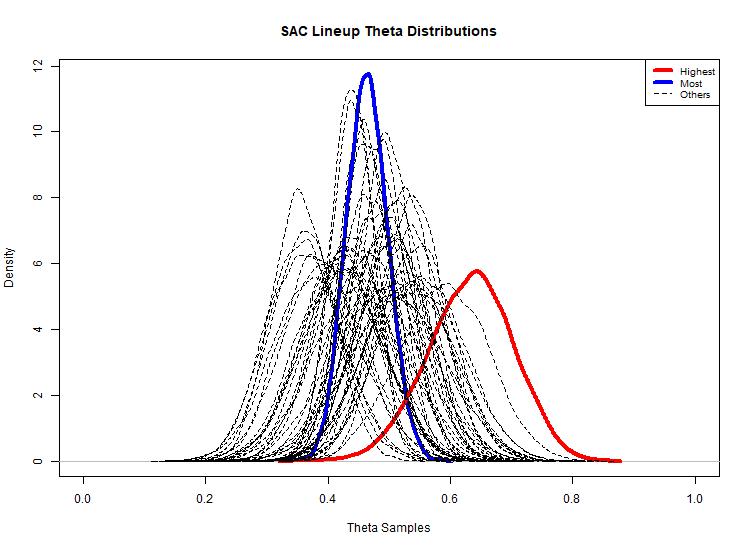 SAC Lineup Theta Distributions
Highest
Most
Others
Density
12
10
8
6
4
2
0
0.0 0.2 0.4 0.6 0.8 1.0
Theta Samples